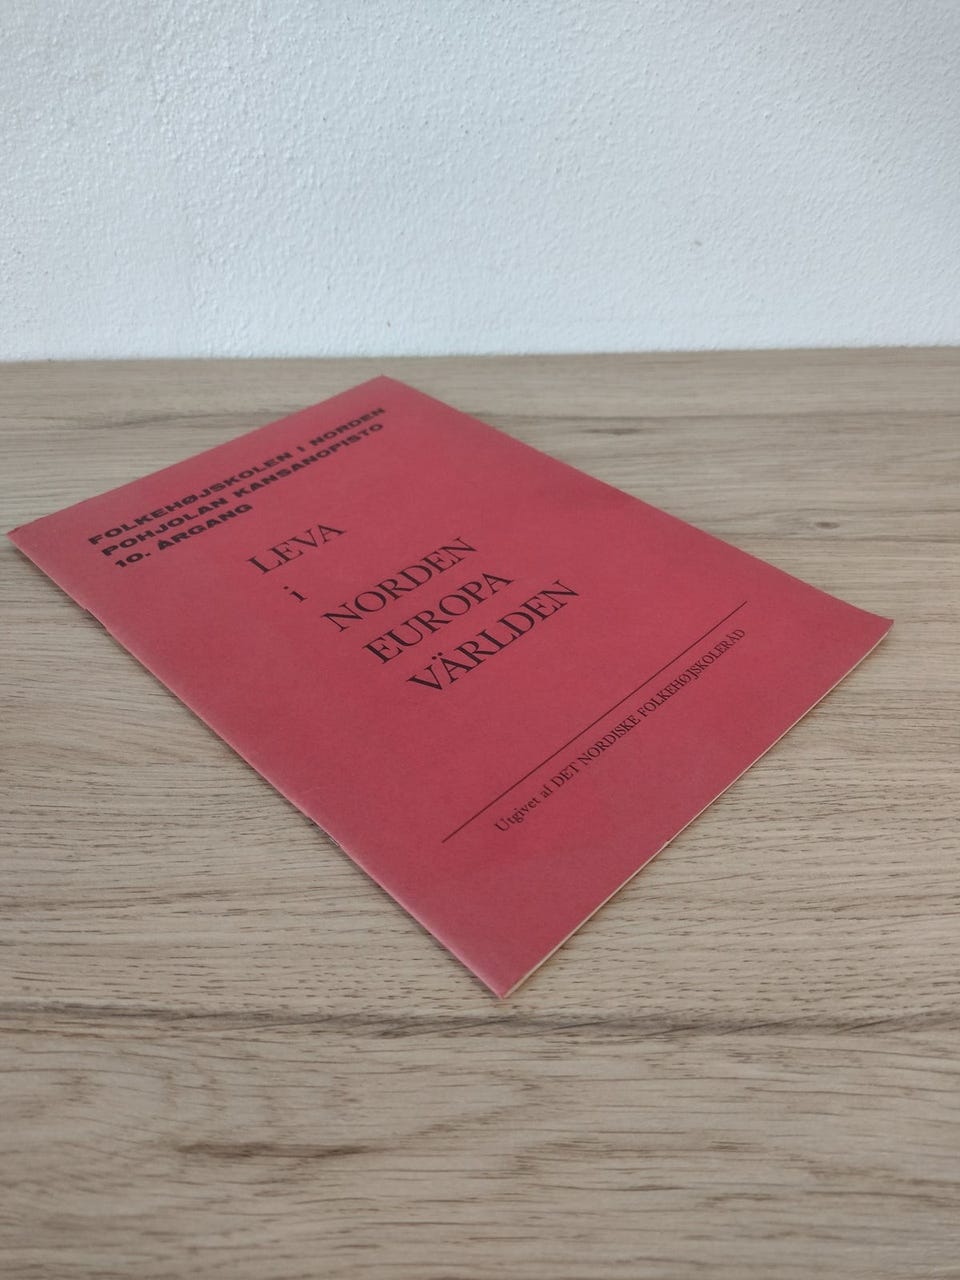 FOLKEHØJSKOLEN I NORDEN
POHJOLAN KANSANOPISTO
10. ÅRGANG
LEVA
i
NORDEN
EUROPA
VÄRLDEN
Utgivet af DET NORDISKE FOLKEHØJSKOLERÅD